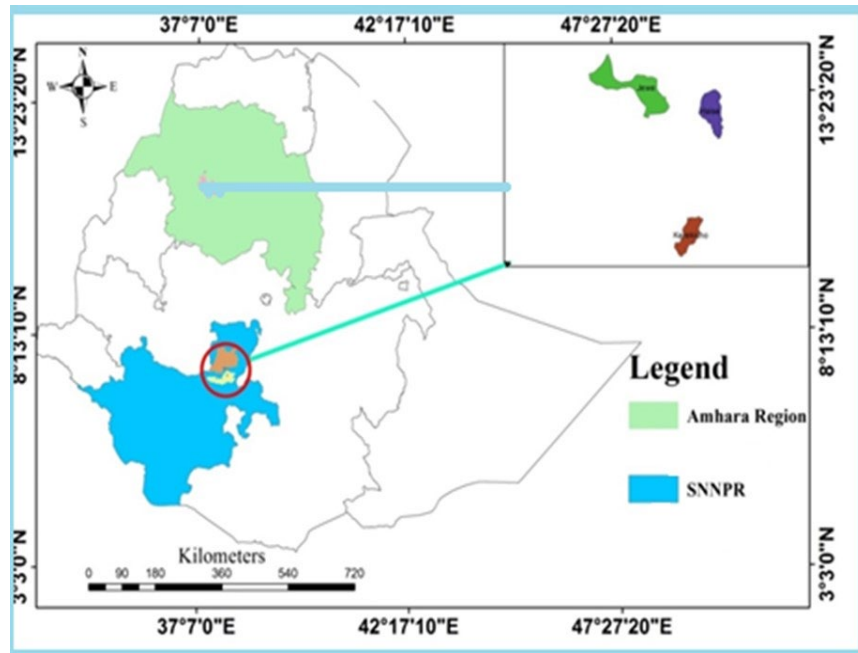 37°7'0"E 42°17'10"E 47°27'20"E
N
W E
S
13°23'20"N
13°23'20"N
8°13'10"N
8°13'10"N
3°3'0"N
3°3'0"N
Legend
Amhara Region
SNNPR
Kilometers
0 90 180 360 540 720
37°7'0"E 42°17'10"E 47°27'20"E